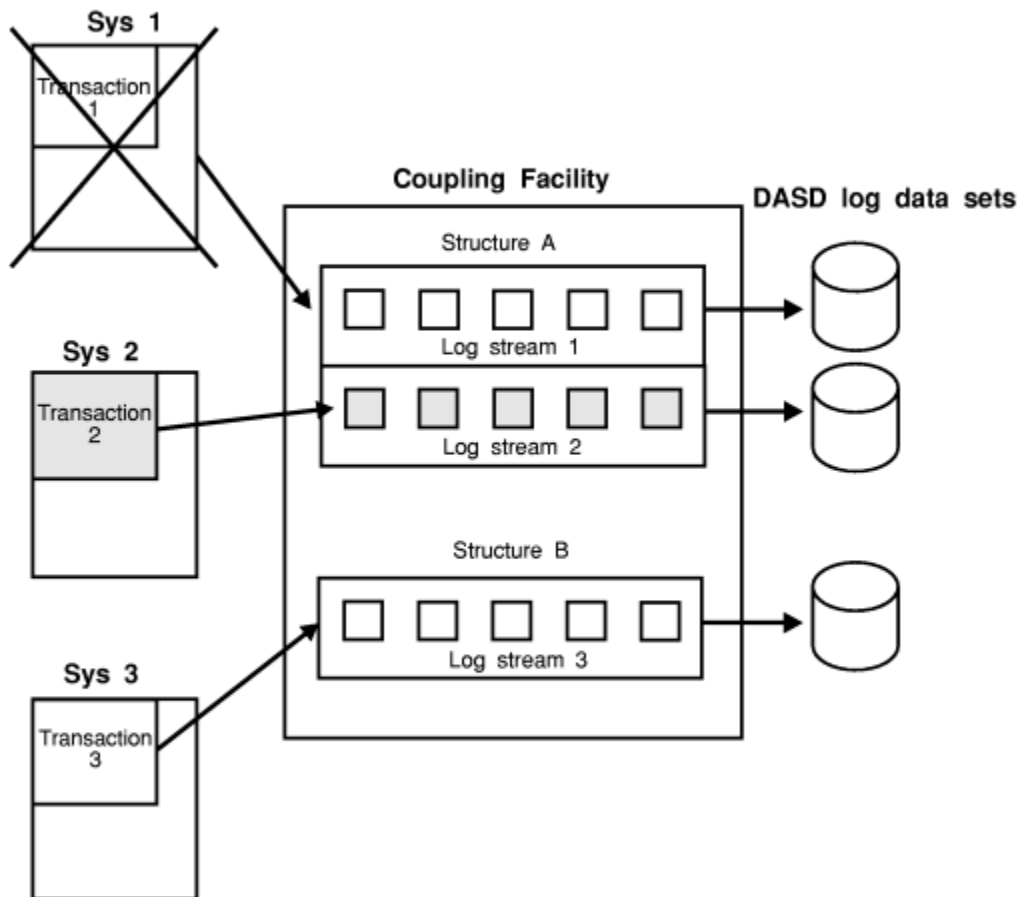 Sys 1
Transaction
1
Coupling Facility
DASD log data sets
Structure A
Log stream 1
Sys 2
Transaction
2
Log stream 2
Structure B
Log stream 3
Sys 3
Transaction
3